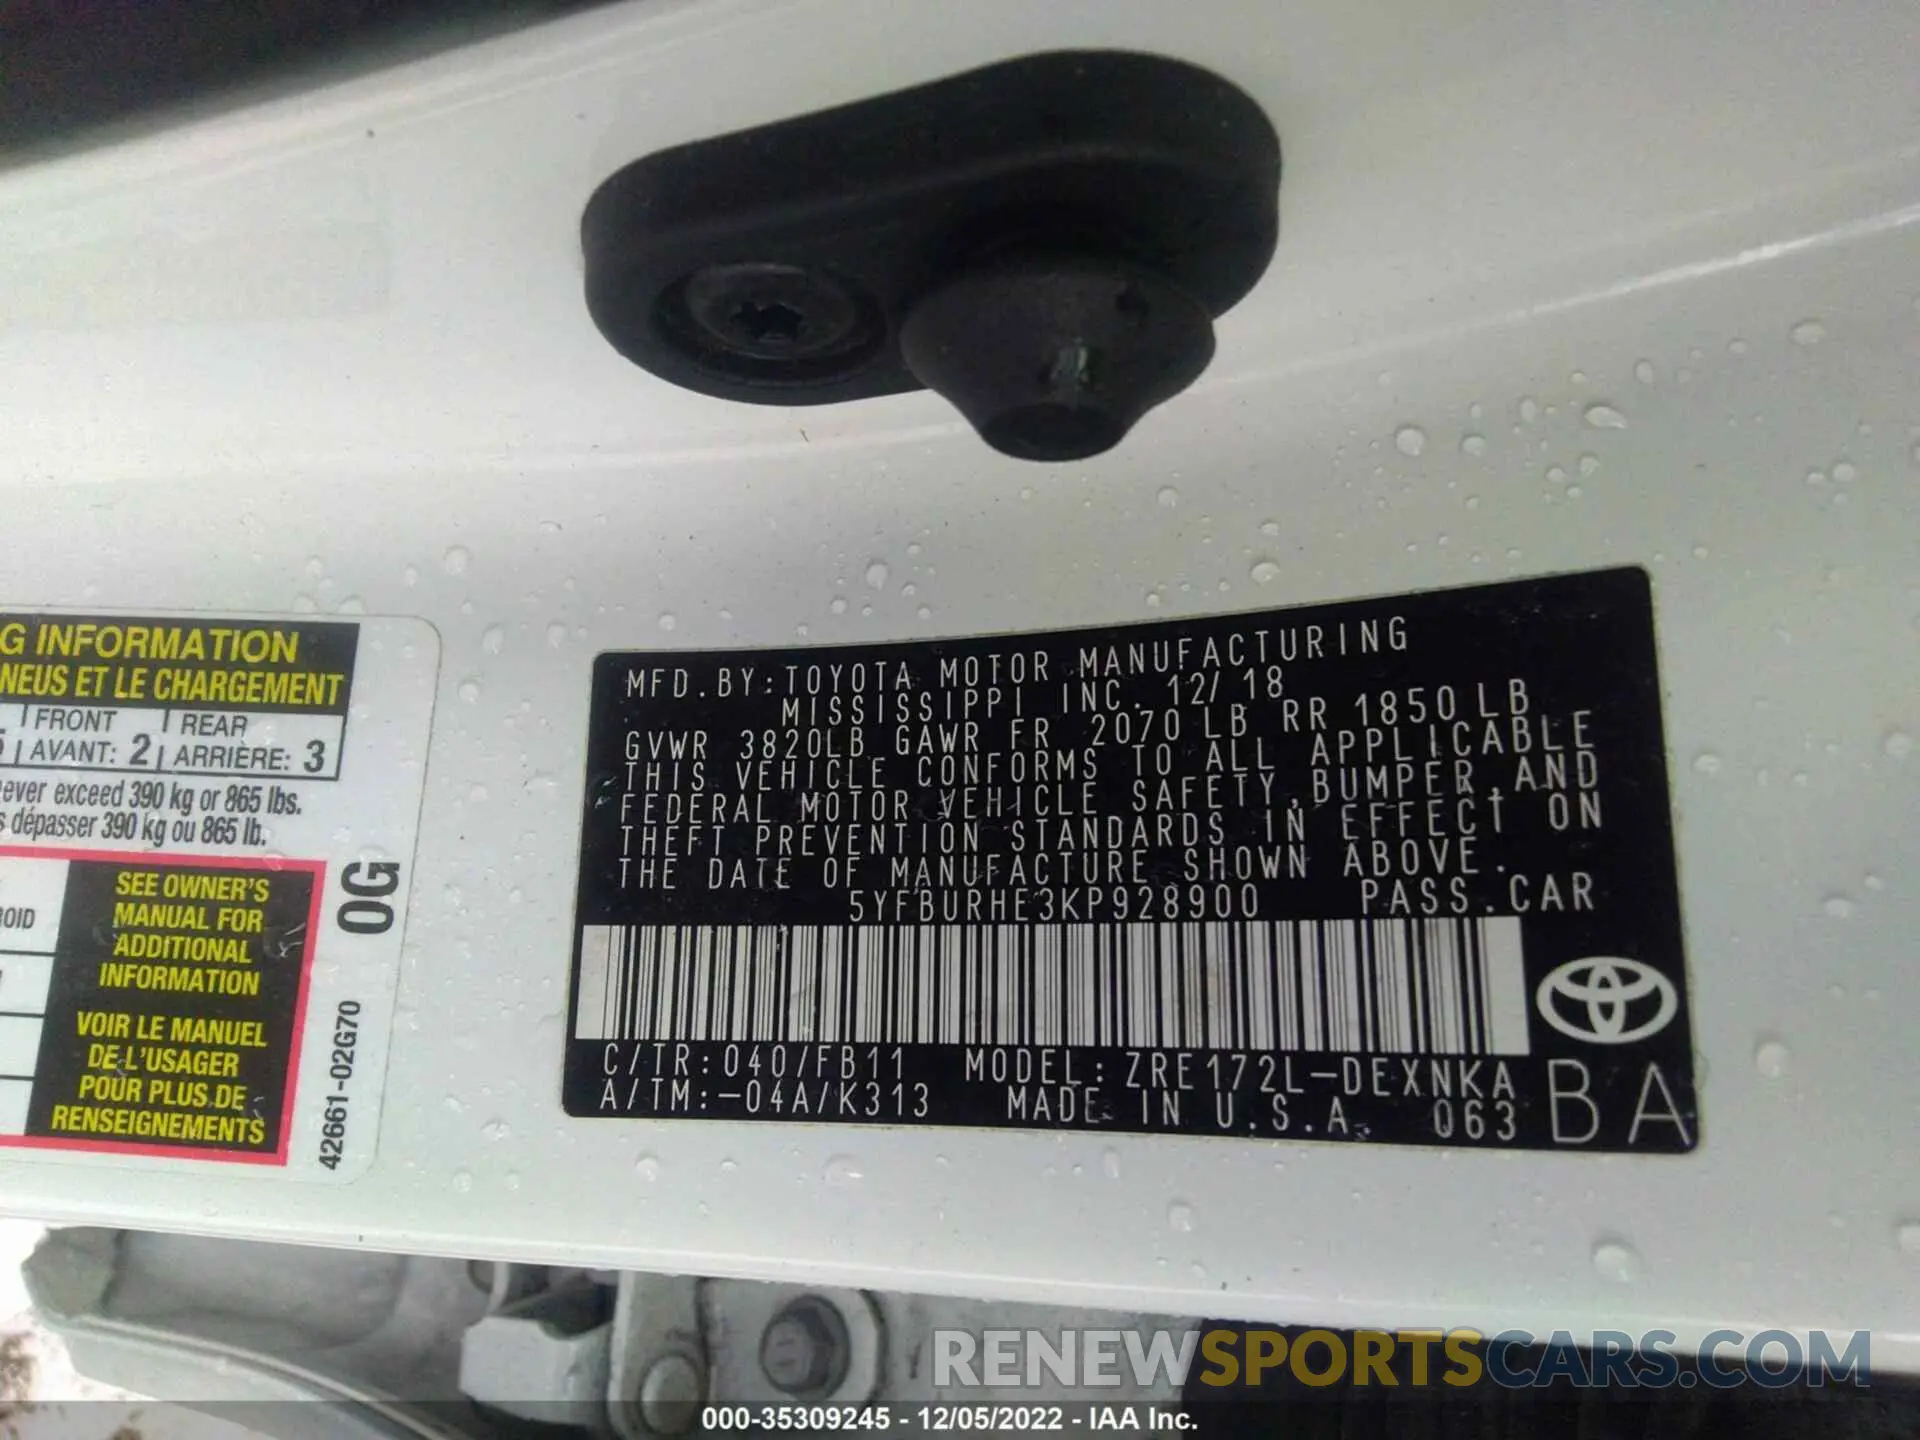 G INFORMATION
NEUS ET LE CHARGEMENT
FRONT REAR
AVANT: 2 ARRIÈRE: 3
ever exceed 390 kg or 865 lbs.
s dépasser 390 kg ou 865 lb.
SEE OWNER'S
MANUAL FOR
ADDITIONAL
INFORMATION
VOIR LE MANUEL
DE L'USAGER
POUR PLUS DE
RENSEIGNEMENTS
0G
42661-02G70
MFD.BY:TOYOTA MOTOR MANUFACTURING
MISSISSIPPI INC. 12/18
GVWR 3820LB GAWR FR 2070LB RR 1850LB
THIS VEHICLE CONFORMS TO ALL APPLICABLE
FEDERAL MOTOR VEHICLE SAFETY,BUMPER,AND
THEFT PREVENTION STANDARDS IN EFFECT ON
THE DATE OF MANUFACTURE SHOWN ABOVE.
5YFBURHE3KP928900 PASS.CAR
C/TR:040/FB11 MODEL:ZRE172L-DEXNKA
A/TM:-04A/K313 MADE IN U.S.A. 063
BA
RENEWSPORTSCARS.COM
000-35309245 - 12/05/2022 - IAA Inc.